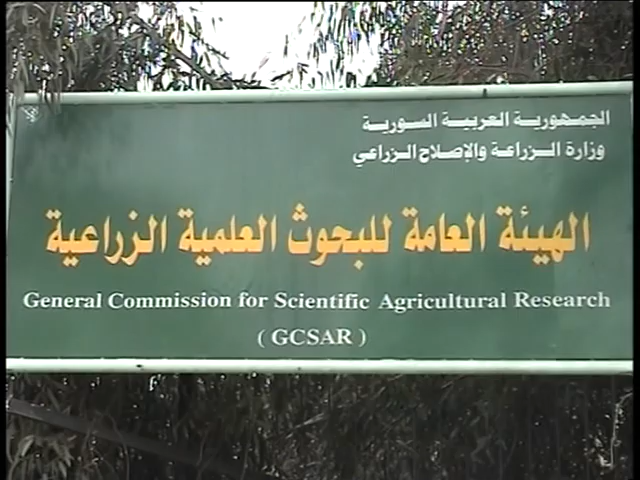 الجمهورية العربية السورية
وزارة الزراعة والإصلاح الزراعي
الهيئة العامة للبحوث العلمية الزراعية
General Commission for Scientific Agricultural Research
( GCSAR )